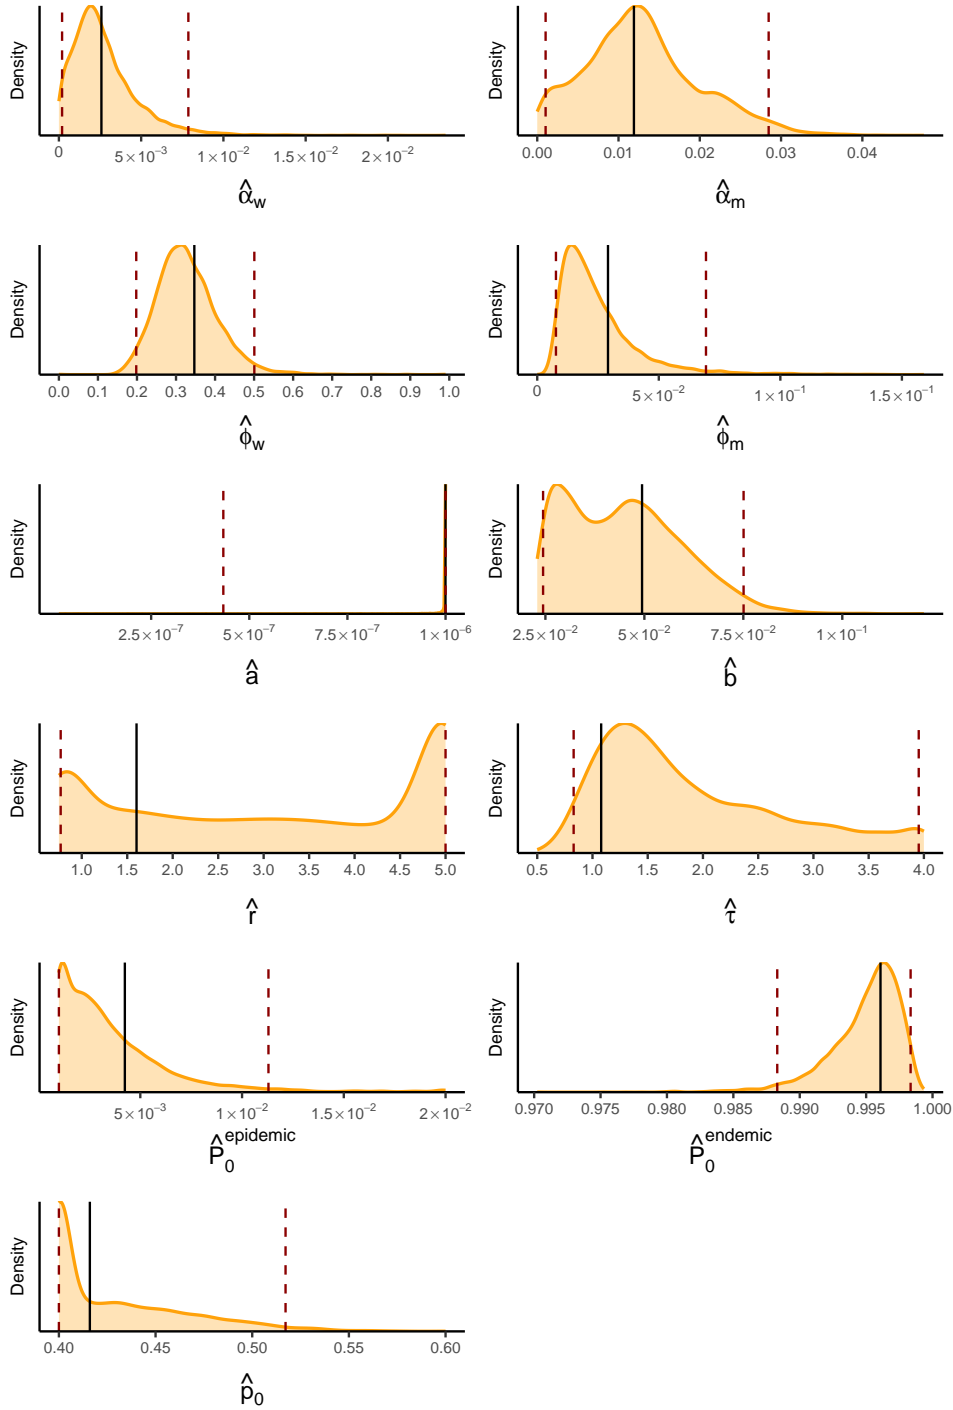 Density
Density
0 5×10⁻³ 1×10⁻² 1.5×10⁻² 2×10⁻²
0.00 0.01 0.02 0.03 0.04
α̂_w
α̂_m
Density
Density
0.0 0.1 0.2 0.3 0.4 0.5 0.6 0.7 0.8 0.9 1.0
0 5×10⁻² 1×10⁻¹ 1.5×10⁻¹
ϕ̂_w
ϕ̂_m
Density
Density
2.5×10⁻⁷ 5×10⁻⁷ 7.5×10⁻⁷ 1×10⁻⁶
2.5×10⁻² 5×10⁻² 7.5×10⁻² 1×10⁻¹
â
b̂
Density
Density
1.0 1.5 2.0 2.5 3.0 3.5 4.0 4.5 5.0
0.5 1.0 1.5 2.0 2.5 3.0 3.5 4.0
r̂
τ̂
Density
Density
5×10⁻³ 1×10⁻² 1.5×10⁻² 2×10⁻²
0.970 0.975 0.980 0.985 0.990 0.995 1.000
P̂₀^epidemic
P̂₀^endemic
Density
0.40 0.45 0.50 0.55 0.60
p̂₀